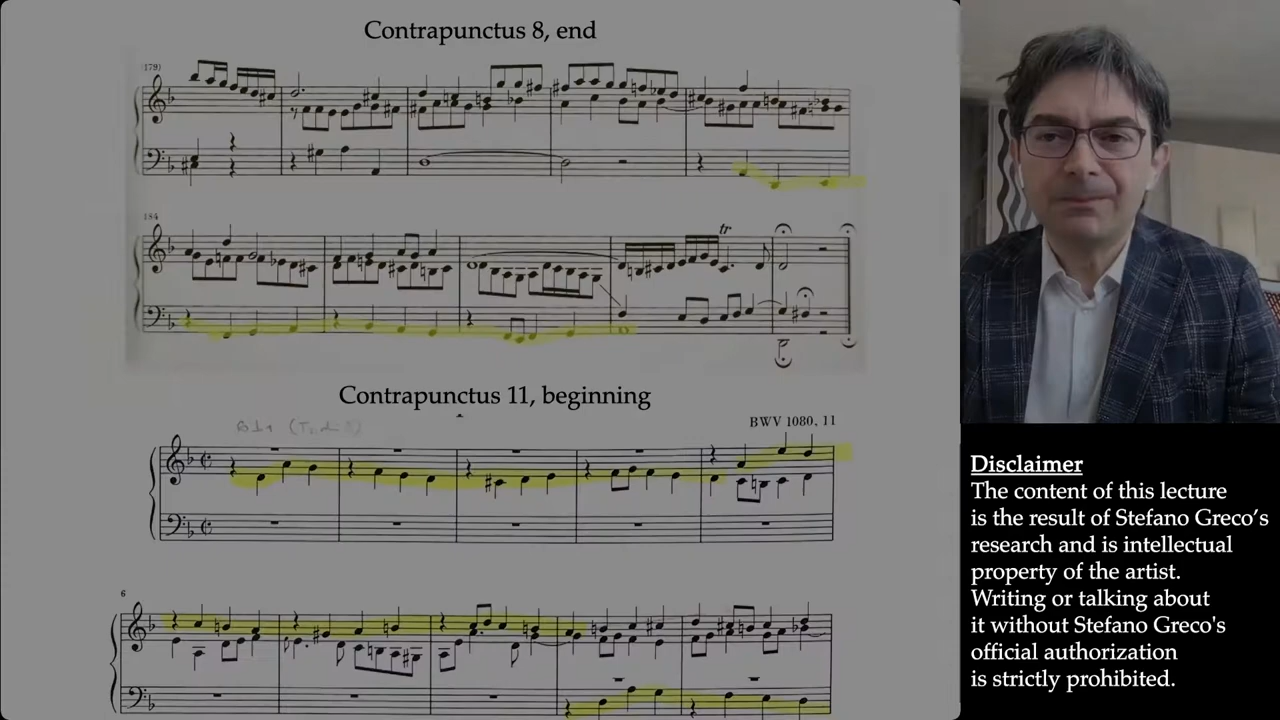 Contrapunctus 8, end
179)
tr
184
Contrapunctus 11, beginning
BWV 1080, 11
6
Disclaimer
The content of this lecture
is the result of Stefano Greco’s
research and is intellectual
property of the artist.
Writing or talking about
it without Stefano Greco's
official authorization
is strictly prohibited.